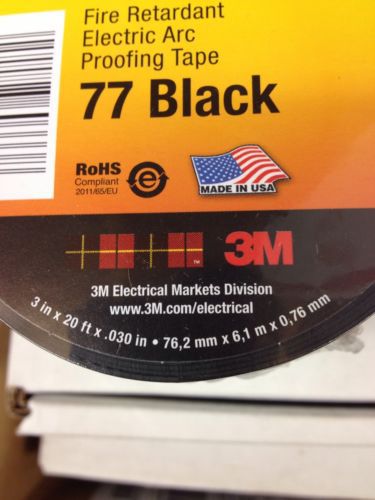 Fire Retardant
Electric Arc
Proofing Tape
77 Black
RoHS
Compliant
2011/65/EU
e
MADE IN USA
TM
3M
3M Electrical Markets Division
www.3M.com/electrical
3 in x 20 ft x .030 in • 76,2 mm x 6,1 m x 0,76 mm